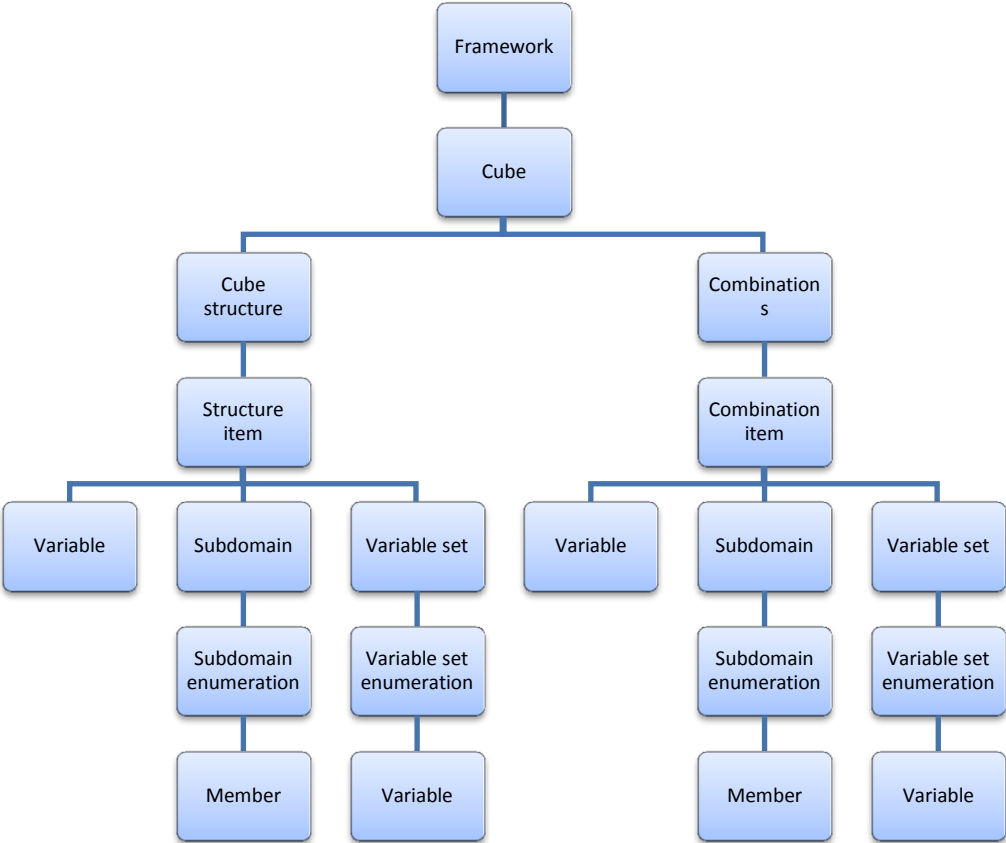 Framework
Cube
Cube
structure
Combination
s
Structure
item
Combination
item
Variable
Subdomain
Variable set
Variable
Subdomain
Variable set
Subdomain
enumeration
Variable set
enumeration
Subdomain
enumeration
Variable set
enumeration
Member
Variable
Member
Variable